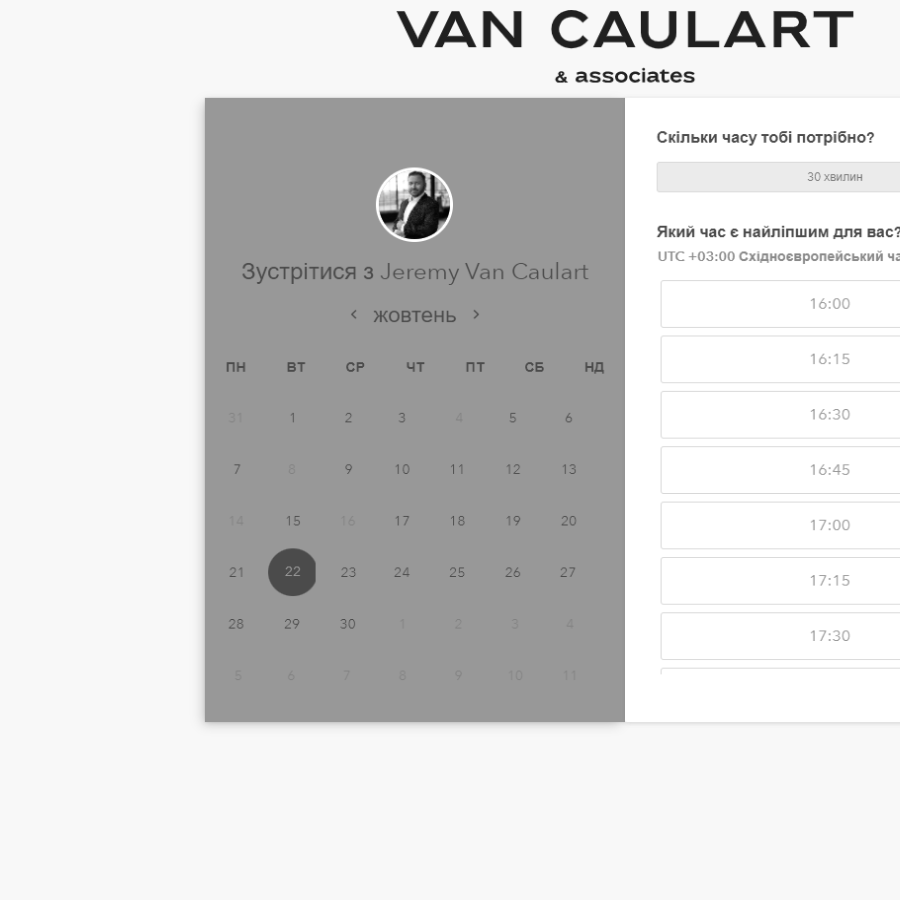 VAN CAULART
& associates
Зустрітися з Jeremy Van Caulart
жовтень
ПН ВТ СР ЧТ ПТ СБ НД
31 1 2 3 4 5 6
7 8 9 10 11 12 13
14 15 16 17 18 19 20
21 22 23 24 25 26 27
28 29 30 1 2 3 4
5 6 7 8 9 10 11
Скільки часу тобі потрібно?
30 хвилин
Який час є найліпшим для вас?
UTC +03:00 Східноєвропейський ча
16:00
16:15
16:30
16:45
17:00
17:15
17:30